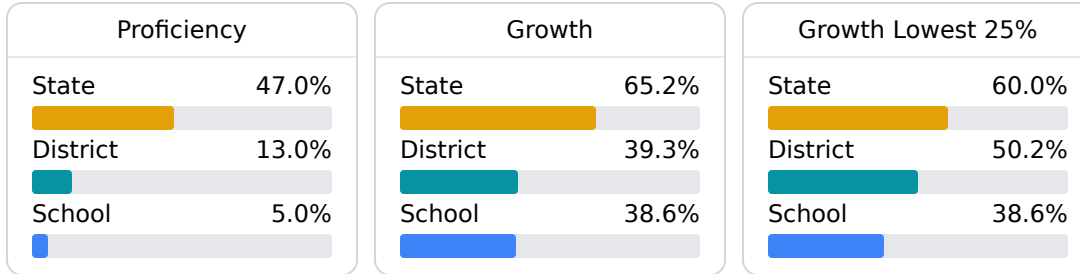 Proficiency
State 47.0%
District 13.0%
School 5.0%
Growth
State 65.2%
District 39.3%
School 38.6%
Growth Lowest 25%
State 60.0%
District 50.2%
School 38.6%